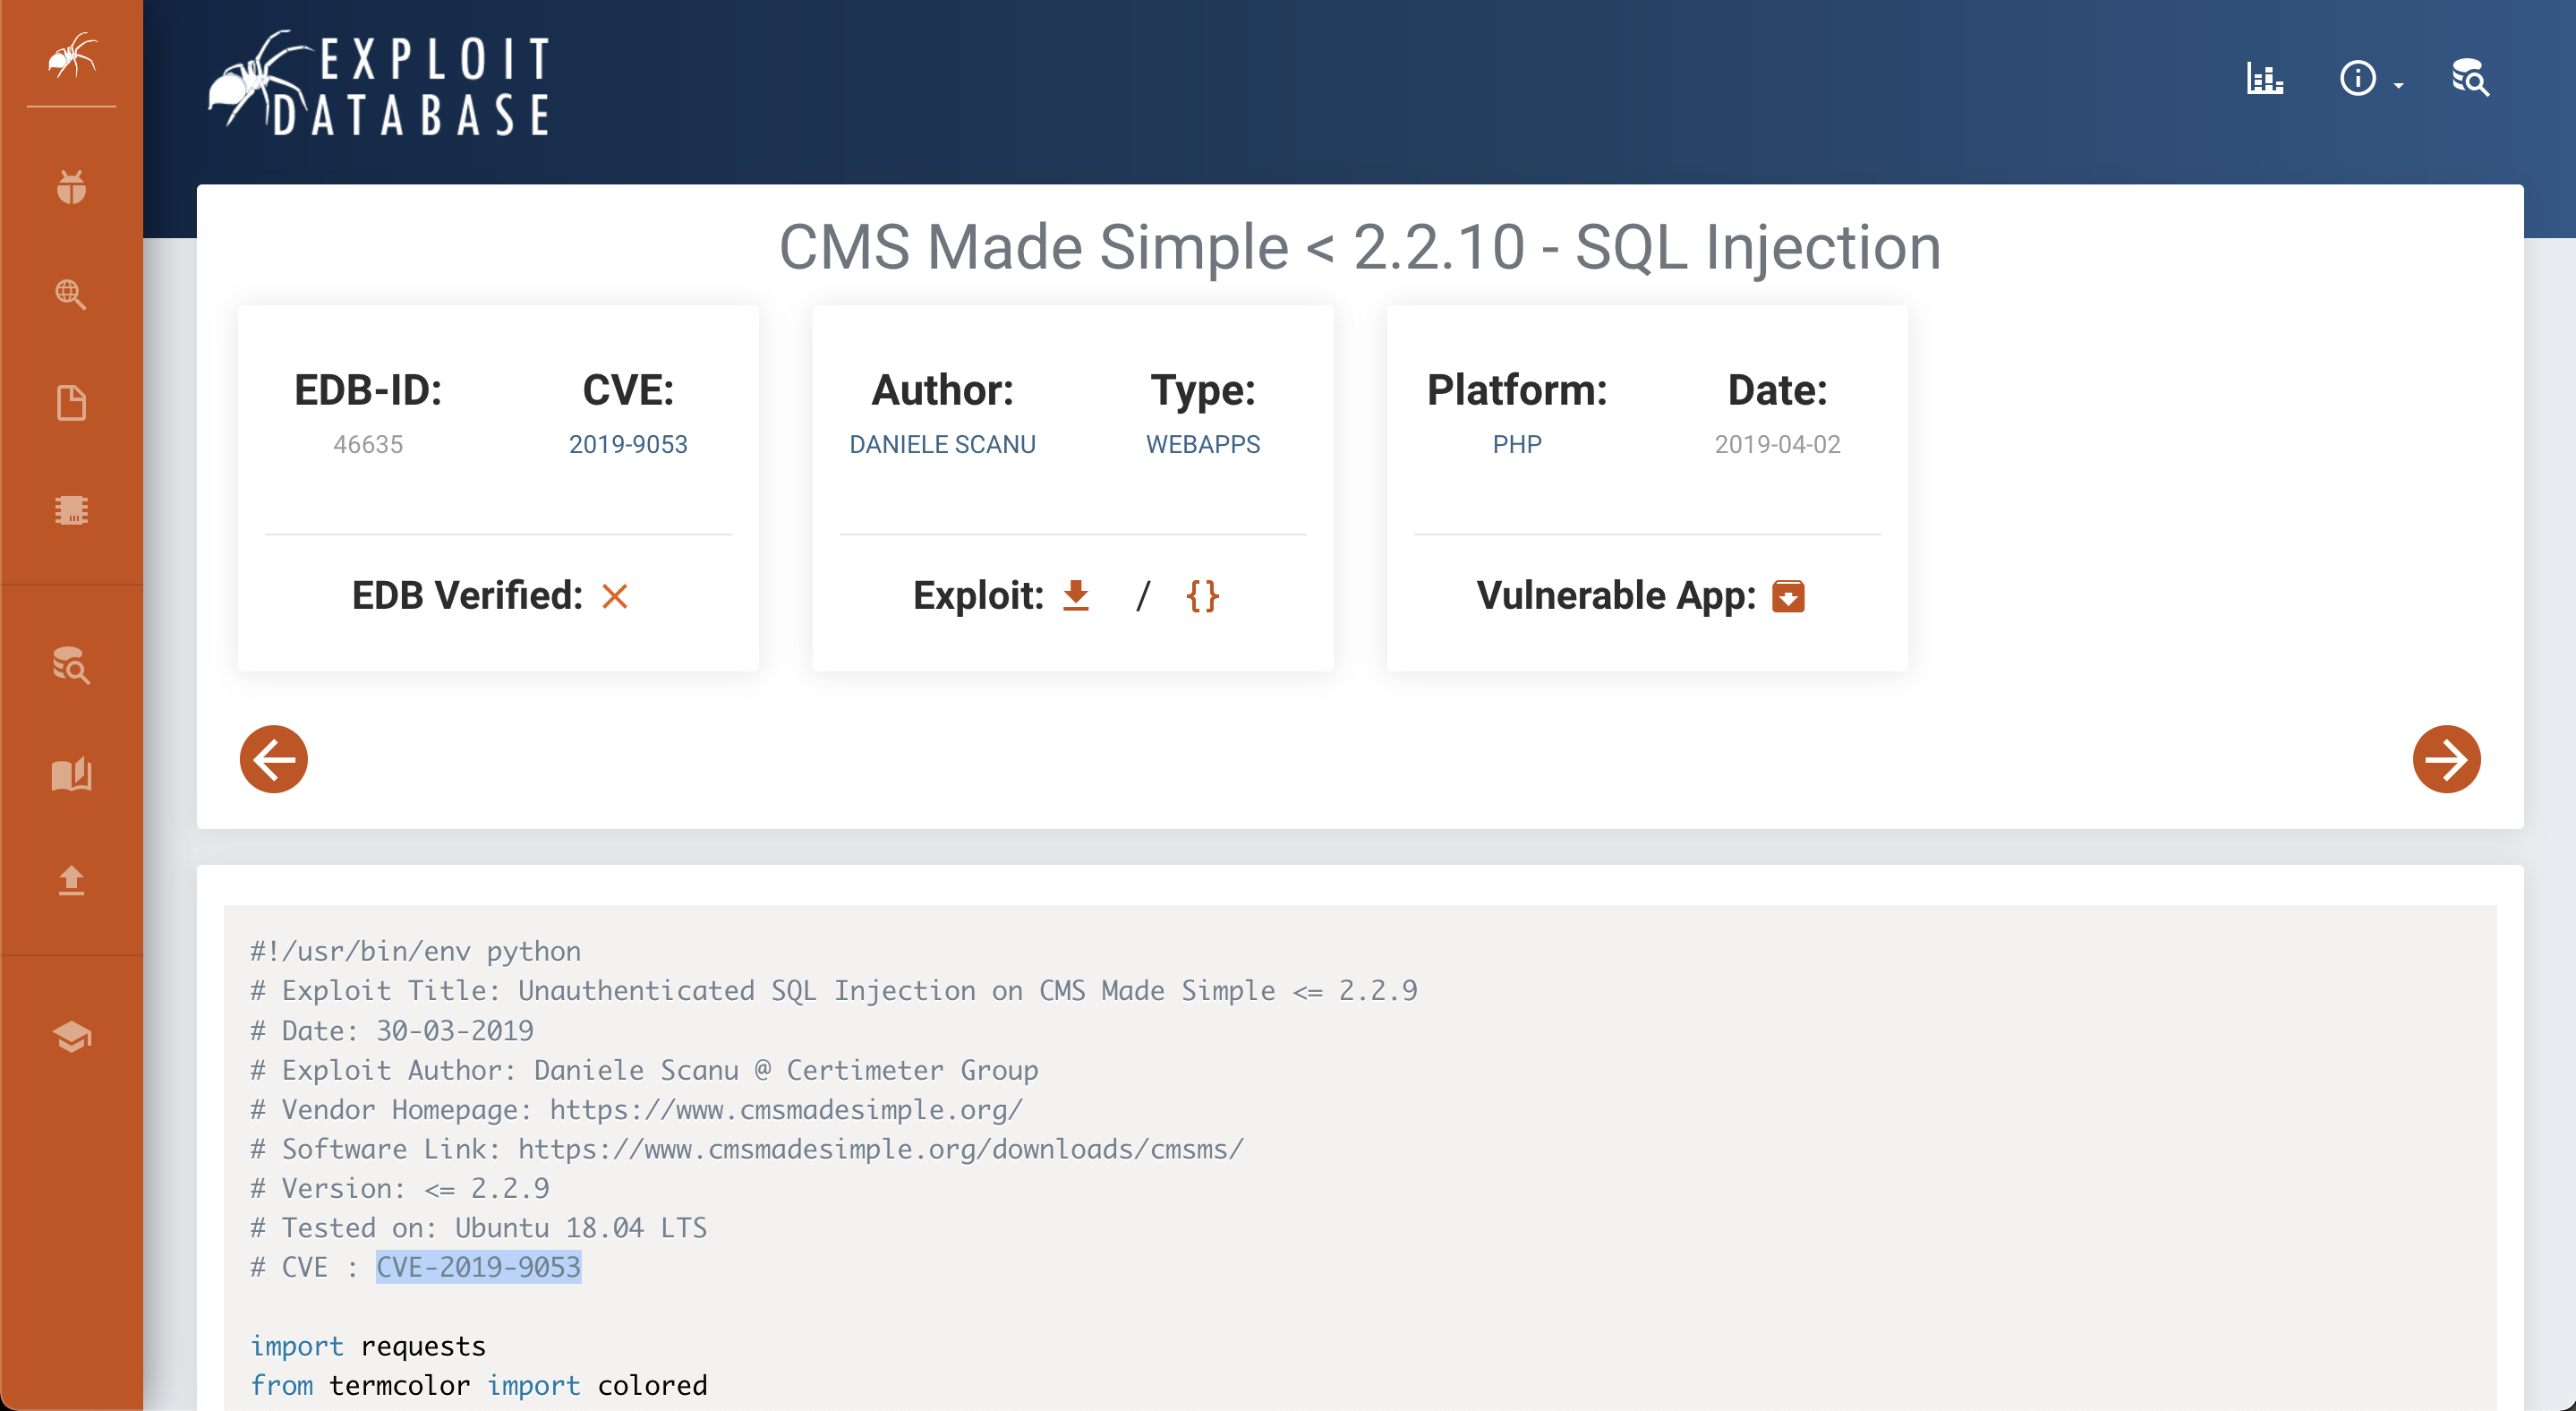 EXPLOIT
DATABASE
CMS Made Simple < 2.2.10 - SQL Injection
EDB-ID:
46635
CVE:
2019-9053
EDB Verified:
Author:
DANIELE SCANU
Type:
WEBAPPS
Exploit: / {}
Platform:
PHP
Date:
2019-04-02
Vulnerable App:
#!/usr/bin/env python
# Exploit Title: Unauthenticated SQL Injection on CMS Made Simple <= 2.2.9
# Date: 30-03-2019
# Exploit Author: Daniele Scanu @ Certimeter Group
# Vendor Homepage: https://www.cmsmadesimple.org/
# Software Link: https://www.cmsmadesimple.org/downloads/cmsms/
# Version: <= 2.2.9
# Tested on: Ubuntu 18.04 LTS
# CVE : CVE-2019-9053
import requests
from termcolor import colored